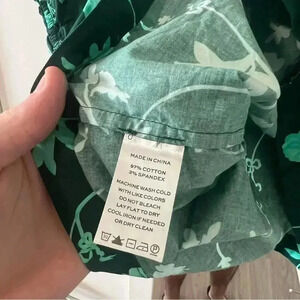 MADE IN CHINA
97% COTTON
3% SPANDEX
MACHINE WASH COLD
WITH LIKE COLORS
DO NOT BLEACH
LAY FLAT TO DRY
COOL IRON IF NEEDED
OR DRY CLEAN